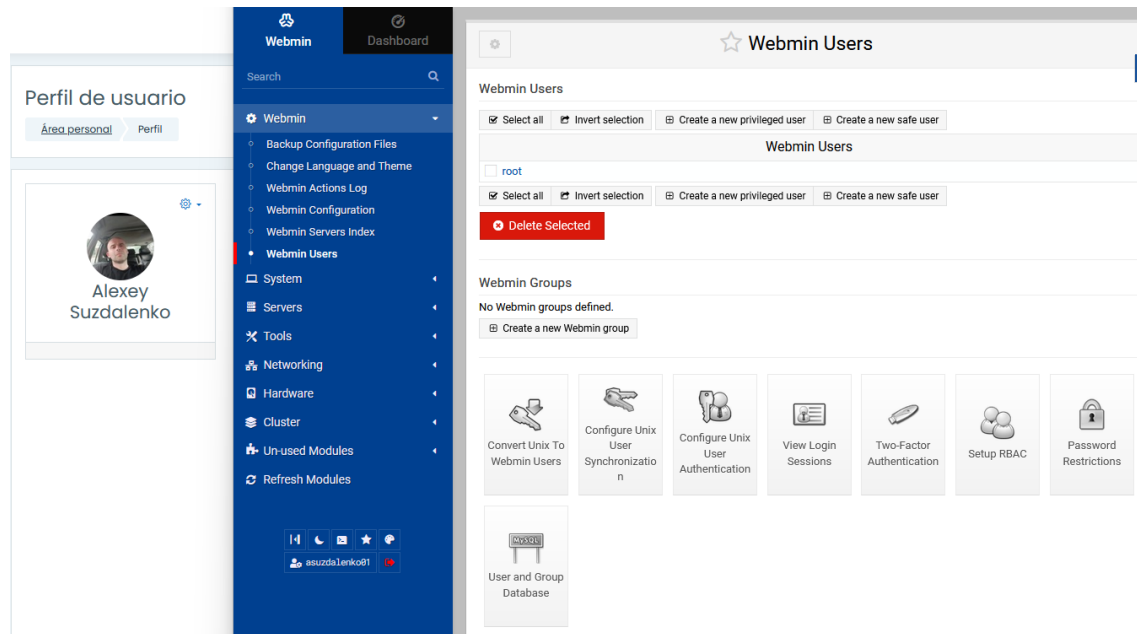 Perfil de usuario
Área personal
Perfil
Alexey
Suzdalenko
Webmin
Dashboard
Search
Webmin
Backup Configuration Files
Change Language and Theme
Webmin Actions Log
Webmin Configuration
Webmin Servers Index
Webmin Users
System
Servers
Tools
Networking
Hardware
Cluster
Un-used Modules
Refresh Modules
asuzdalenko01
Webmin Users
Webmin Users
Select all
Invert selection
Create a new privileged user
Create a new safe user
Webmin Users
root
Select all
Invert selection
Create a new privileged user
Create a new safe user
Delete Selected
Webmin Groups
No Webmin groups defined.
Create a new Webmin group
Convert Unix To
Webmin Users
Configure Unix
User
Synchronizatio
n
Configure Unix
User
Authentication
View Login
Sessions
Two-Factor
Authentication
Setup RBAC
Password
Restrictions
MySQL
User and Group
Database